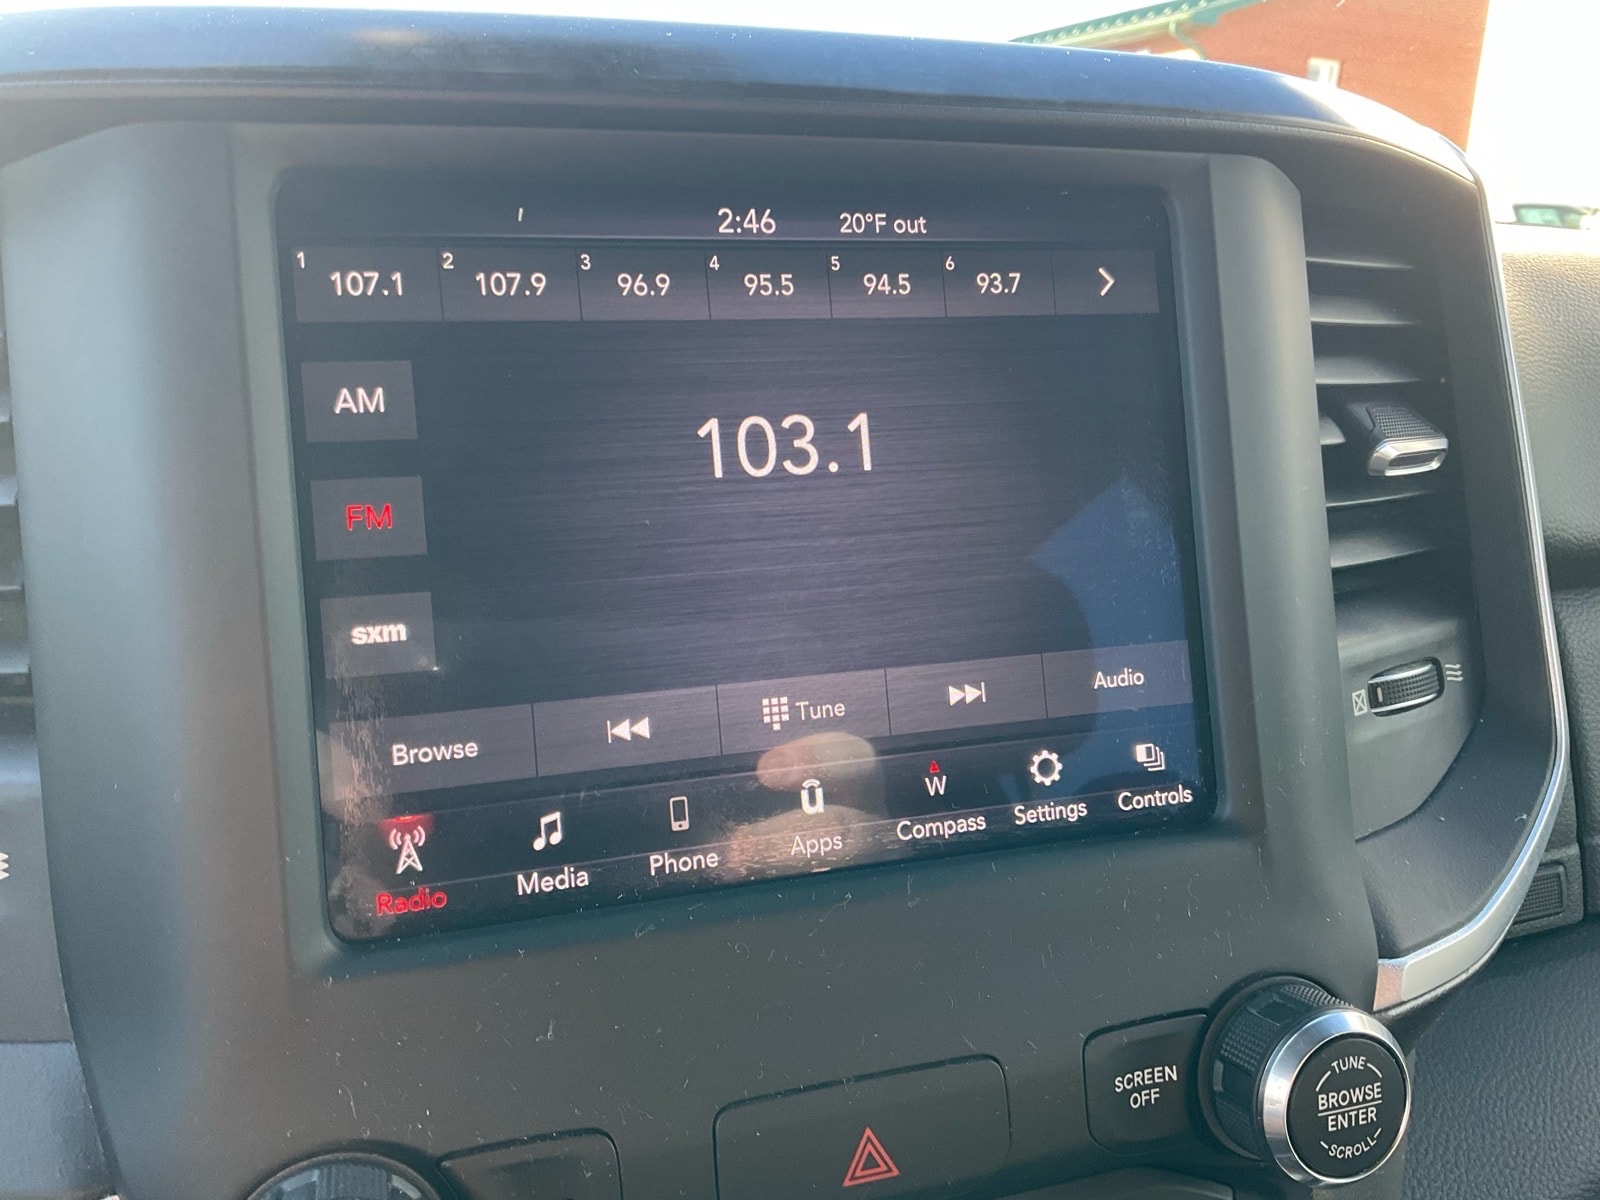 2:46 20°F out
1 107.1 2 107.9 3 96.9 4 95.5 5 94.5 6 93.7
AM
103.1
FM
sxm
Browse Tune Audio
Radio Media Phone Apps W Compass Settings Controls
SCREEN OFF
TUNE
BROWSE
ENTER
SCROLL